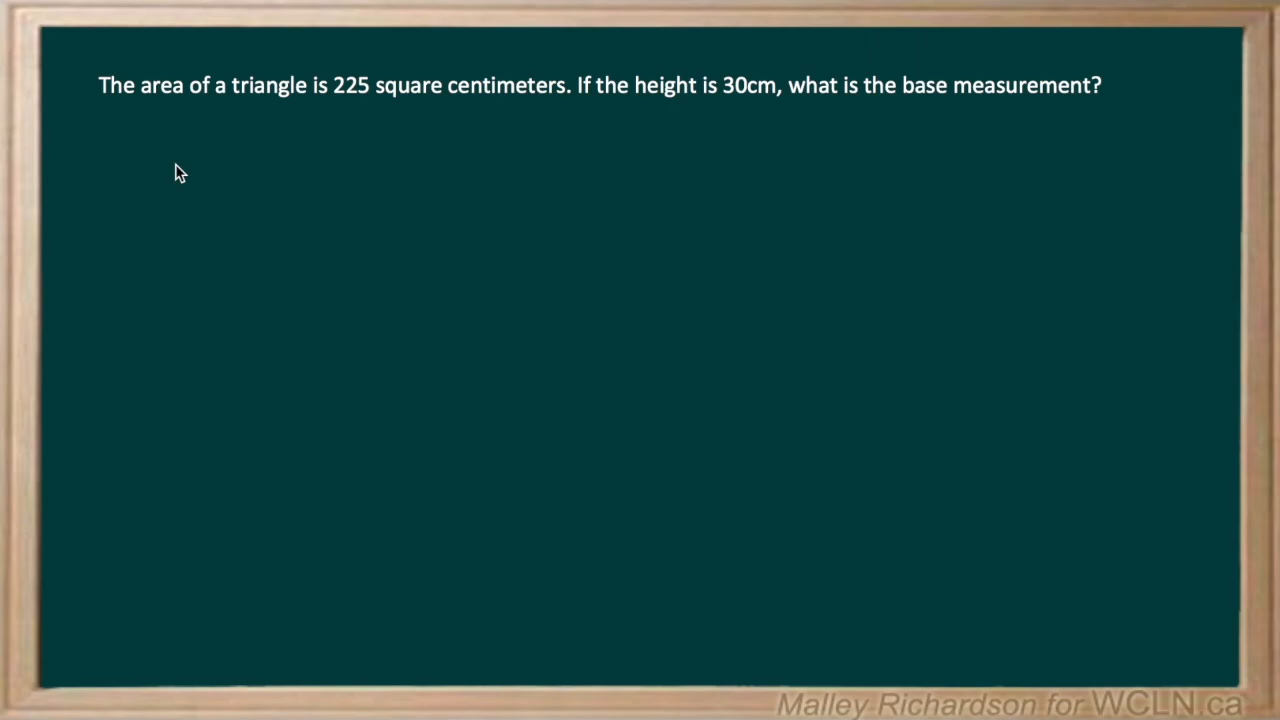 The area of a triangle is 225 square centimeters. If the height is 30cm, what is the base measurement?
Malley Richardson for WCLN.ca